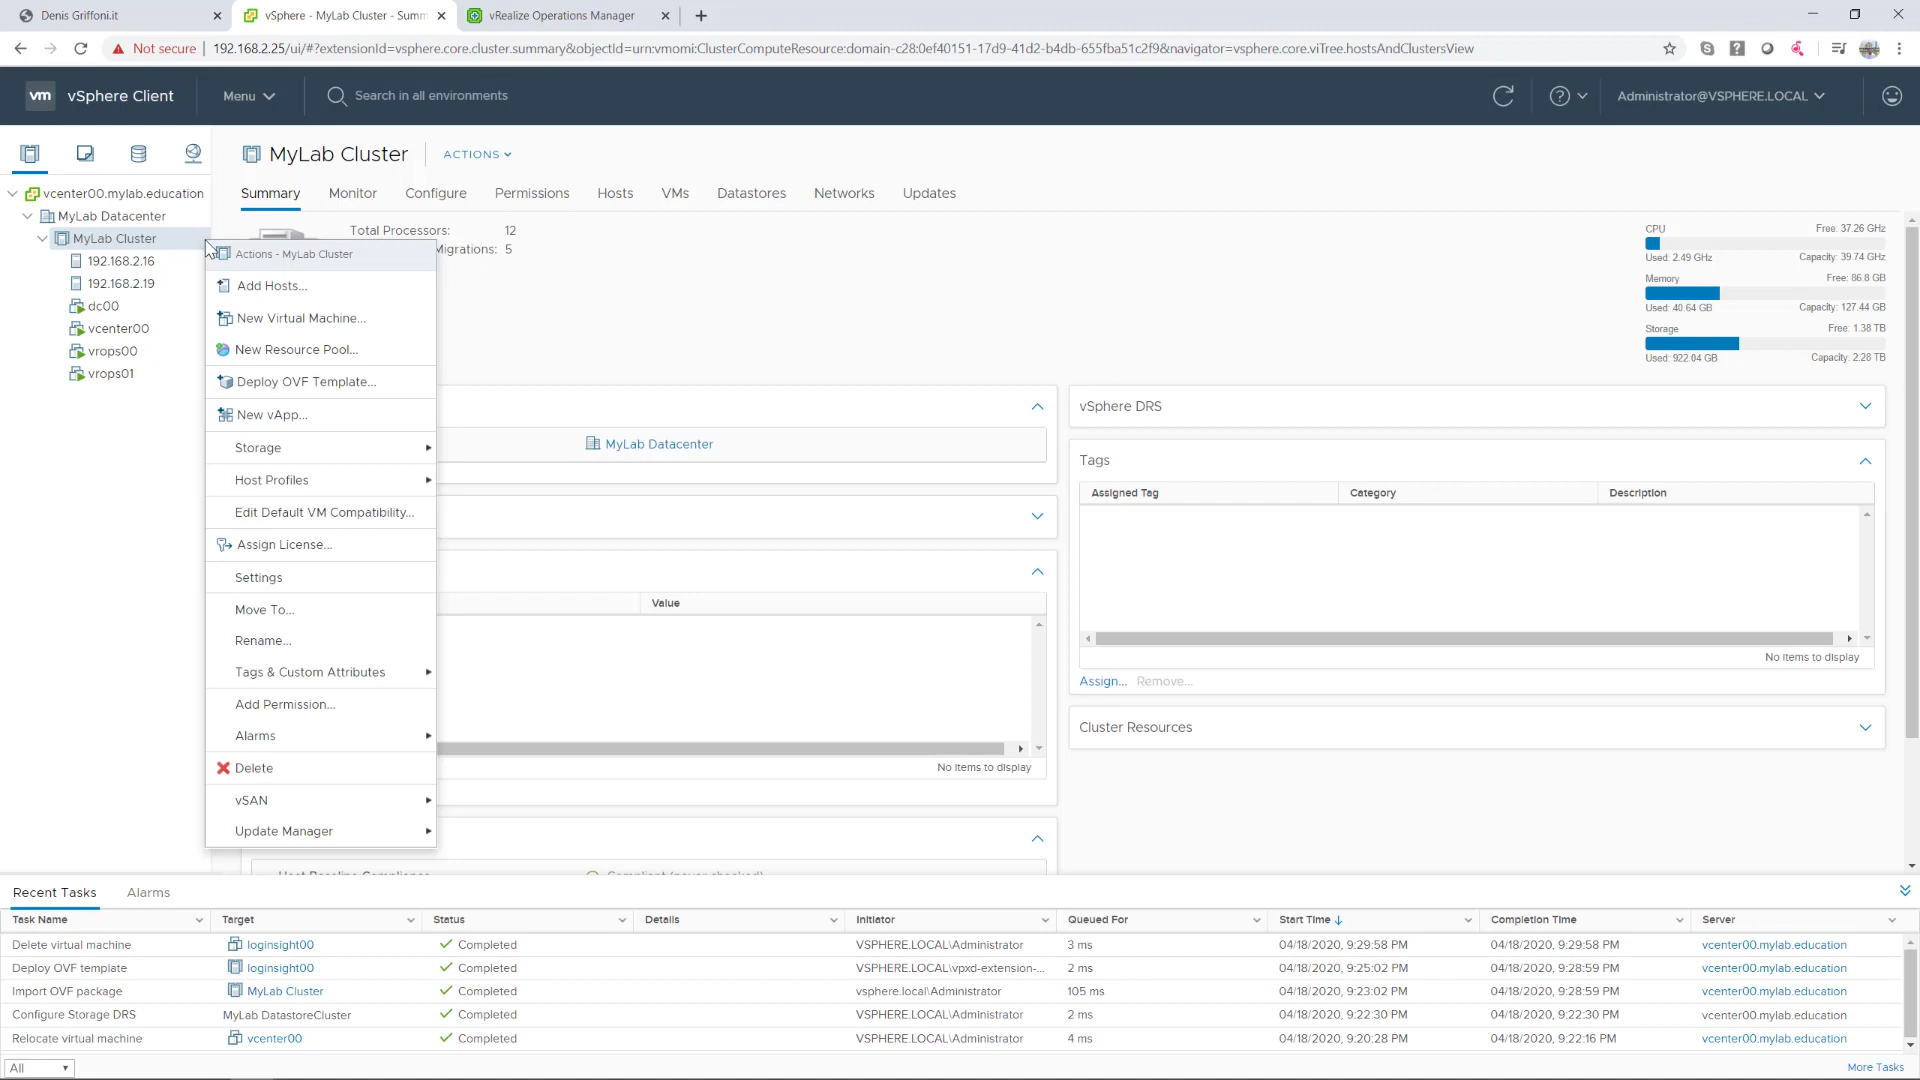 Denis Griffoni.it
vSphere - MyLab Cluster - Summ
vRealize Operations Manager
Not secure
192.168.2.25/ui/#?extensionId=vsphere.core.cluster.summary&objectId=urn:vmomi:ClusterComputeResource:domain-c28:0ef40151-17d9-41d2-b4db-655fba51c2f9&navigator=vsphere.core.viTree.hostsAndClustersView
vm vSphere Client
Menu
Search in all environments
Administrator@VSPHERE.LOCAL
vcenter00.mylab.education
MyLab Datacenter
MyLab Cluster
192.168.2.16
192.168.2.19
dc00
vcenter00
vrops00
vrops01
MyLab Cluster
ACTIONS
Summary Monitor Configure Permissions Hosts VMs Datastores Networks Updates
Total Processors: 12
Migrations: 5
CPU Free: 37.26 GHz
Used: 2.49 GHz Capacity: 39.74 GHz
Memory Free: 86.8 GB
Used: 40.64 GB Capacity: 127.44 GB
Storage Free: 1.38 TB
Used: 922.04 GB Capacity: 2.28 TB
Actions - MyLab Cluster
Add Hosts...
New Virtual Machine...
New Resource Pool...
Deploy OVF Template...
New vApp...
Storage
Host Profiles
Edit Default VM Compatibility...
Assign License...
Settings
Move To...
Rename...
Tags & Custom Attributes
Add Permission...
Alarms
Delete
vSAN
Update Manager
MyLab Datacenter
Value
No items to display
Host Baseline Compliance Compliant (never checked)
vSphere DRS
Tags
Assigned Tag Category Description
No items to display
Assign... Remove...
Cluster Resources
Recent Tasks Alarms
Task Name Target Status Details Initiator Queued For Start Time Completion Time Server
Delete virtual machine loginsight00 Completed VSPHERE.LOCAL\Administrator 3 ms 04/18/2020, 9:29:58 PM 04/18/2020, 9:29:58 PM vcenter00.mylab.education
Deploy OVF template loginsight00 Completed VSPHERE.LOCAL\vpxd-extension-... 2 ms 04/18/2020, 9:25:02 PM 04/18/2020, 9:28:59 PM vcenter00.mylab.education
Import OVF package MyLab Cluster Completed vsphere.local\Administrator 105 ms 04/18/2020, 9:23:02 PM 04/18/2020, 9:28:59 PM vcenter00.mylab.education
Configure Storage DRS MyLab DatastoreCluster Completed VSPHERE.LOCAL\Administrator 2 ms 04/18/2020, 9:22:30 PM 04/18/2020, 9:22:30 PM vcenter00.mylab.education
Relocate virtual machine vcenter00 Completed VSPHERE.LOCAL\Administrator 4 ms 04/18/2020, 9:20:28 PM 04/18/2020, 9:22:16 PM vcenter00.mylab.education
All
More Tasks